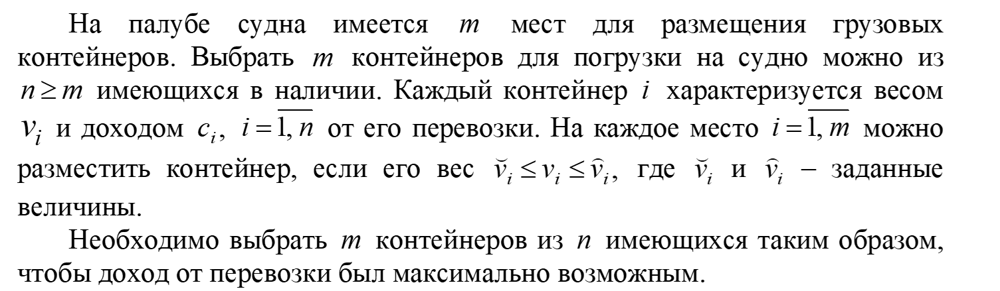 На палубе судна имеется m мест для размещения грузовых
контейнеров. Выбрать m контейнеров для погрузки на судно можно из
n ≥ m имеющихся в наличии. Каждый контейнер i характеризуется весом
v_i и доходом c_i, i = \overline{1, n} от его перевозки. На каждое место i = \overline{1, m} можно
разместить контейнер, если его вес \breve{v}_i ≤ v_i ≤ \widehat{v}_i, где \breve{v}_i и \widehat{v}_i – заданные
величины.
Необходимо выбрать m контейнеров из n имеющихся таким образом,
чтобы доход от перевозки был максимально возможным.